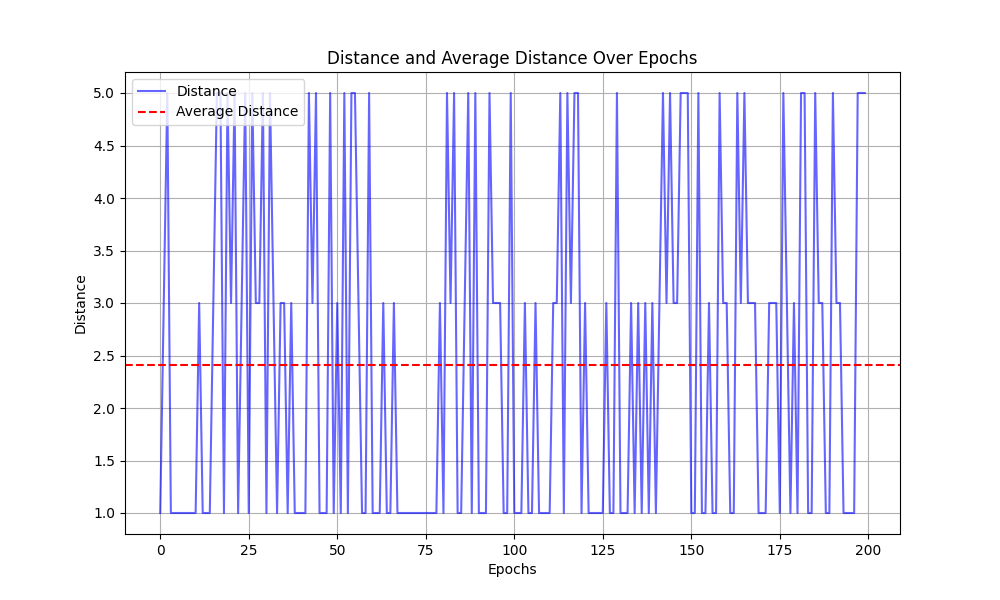 Distance and Average Distance Over Epochs
Distance
Average Distance
Distance
5.0
4.5
4.0
3.5
3.0
2.5
2.0
1.5
1.0
0 25 50 75 100 125 150 175 200
Epochs